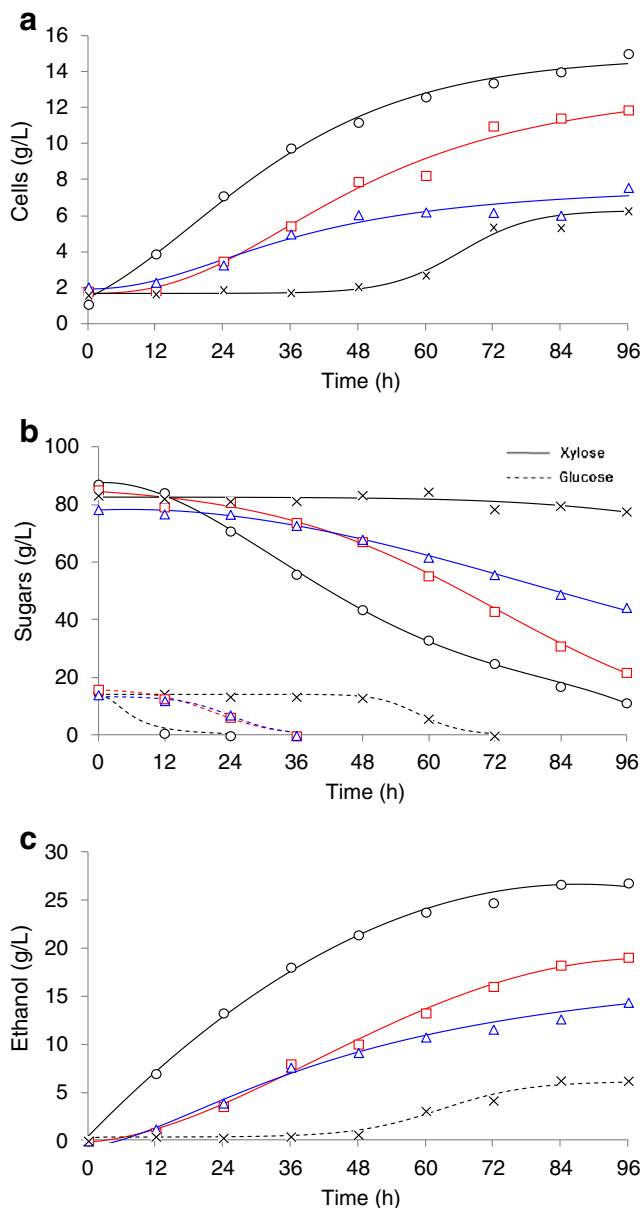 a
16
14
12
10
8
6
4
2
0
Cells (g/L)
0 12 24 36 48 60 72 84 96
Time (h)
b
100
80
60
40
20
0
Sugars (g/L)
Xylose
Glucose
0 12 24 36 48 60 72 84 96
Time (h)
c
30
25
20
15
10
5
0
Ethanol (g/L)
0 12 24 36 48 60 72 84 96
Time (h)